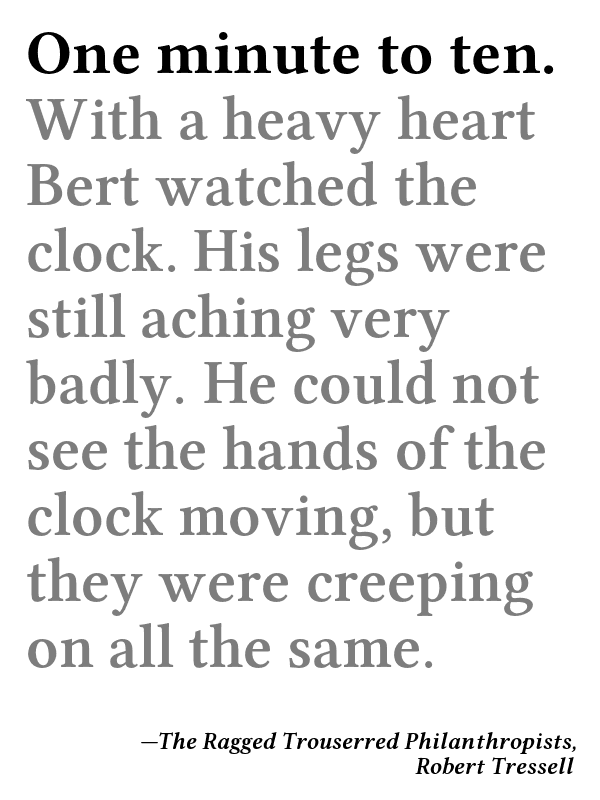 One minute to ten.
With a heavy heart
Bert watched the
clock. His legs were
still aching very
badly. He could not
see the hands of the
clock moving, but
they were creeping
on all the same.
—The Ragged Trouserred Philanthropists,
Robert Tressell